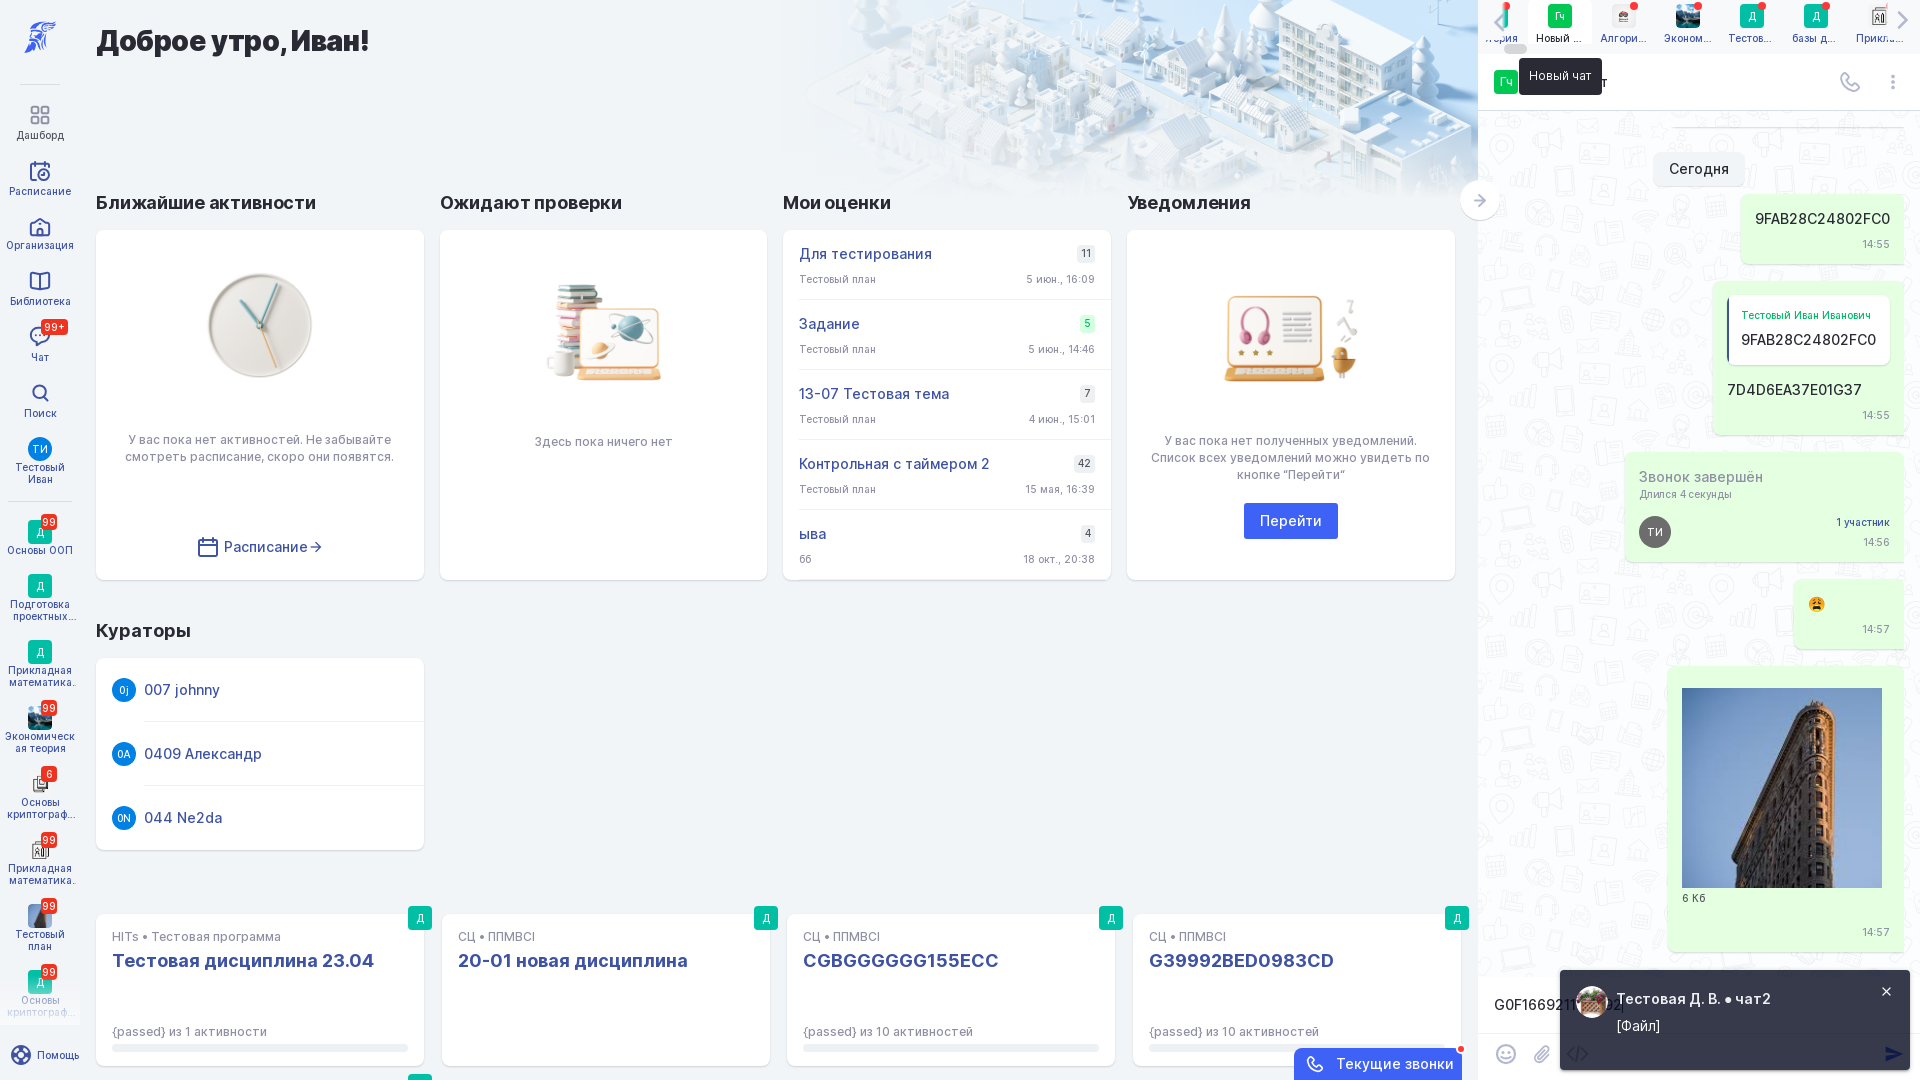 Дашборд
Расписание
Организация
Библиотека
99+
Чат
Поиск
ТИ
Тестовый
Иван
99
Д
Основы ООП
Д
Подготовка
проектных...
Д
Прикладная
математика.
99
Экономическ
ая теория
6
Основы
криптограф...
99
Прикладная
математика.
99
Тестовый
план
99
Д
Основы
криптограф...
Помощь
Доброе утро, Иван!
Ближайшие активности
У вас пока нет активностей. Не забывайте
смотреть расписание, скоро они появятся.
Расписание
Ожидают проверки
Здесь пока ничего нет
Мои оценки
Для тестирования 11
Тестовый план 5 июн., 16:09
Задание 5
Тестовый план 5 июн., 14:46
13-07 Тестовая тема 7
Тестовый план 4 июн., 15:01
Контрольная с таймером 2 42
Тестовый план 15 мая, 16:39
ыва 4
бб 18 окт., 20:38
Уведомления
У вас пока нет полученных уведомлений.
Список всех уведомлений можно увидеть по
кнопке “Перейти“
Перейти
Кураторы
0j 007 johnny
0А 0409 Александр
0N 044 Ne2da
Д
HITs • Тестовая программа
Тестовая дисциплина 23.04
{passed} из 1 активности
Д
СЦ • ППМВСІ
20-01 новая дисциплина
Д
СЦ • ППМВСІ
CGBGGGGGG155ECC
{passed} из 10 активностей
Д
СЦ • ППМВСІ
G39992BED0983CD
{passed} из 10 активностей
Текущие звонки
Гч
Новый ...
Алгори...
Эконом...
Д
Тестов...
Д
базы д...
Прикла...
Гч
Новый чат
Сегодня
9FAB28C24802FC0
14:55
Тестовый Иван Иванович
9FAB28C24802FC0
7D4D6EA37E01G37
14:55
Звонок завершён
Длился 4 секунды
ТИ
1 участник
14:56
14:57
6 Кб
14:57
Тестовая Д. В. ● чат2
[Файл]